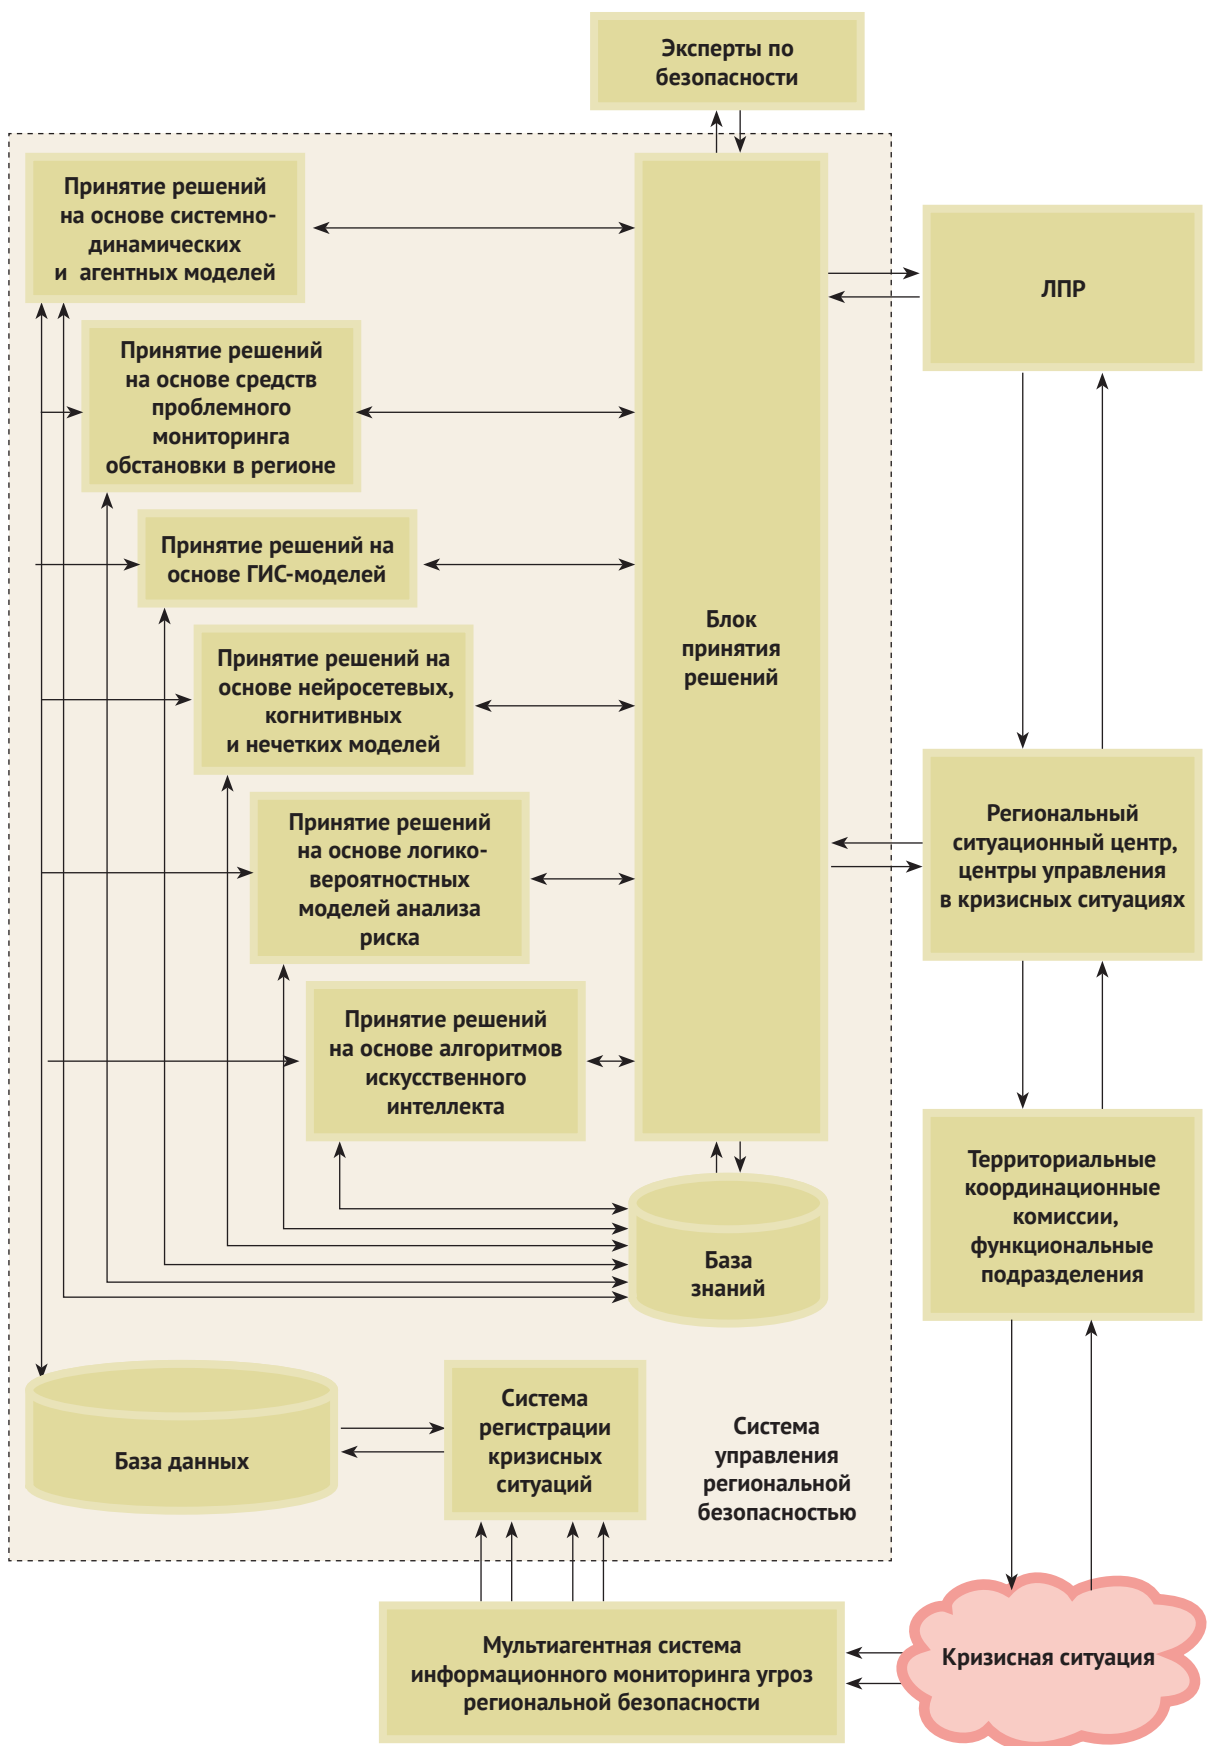 Эксперты по
безопасности
Принятие решений
на основе системно-
динамических
и агентных моделей
Принятие решений
на основе средств
проблемного
мониторинга
обстановки в регионе
Принятие решений на
основе ГИС-моделей
Принятие решений на
основе нейросетевых,
когнитивных
и нечетких моделей
Принятие решений
на основе логико-
вероятностных
моделей анализа
риска
Принятие решений
на основе алгоритмов
искусственного
интеллекта
Блок
принятия
решений
ЛПР
Региональный
ситуационный центр,
центры управления
в кризисных ситуациях
Территориальные
координационные
комиссии,
функциональные
подразделения
База
знаний
База данных
Система
регистрации
кризисных
ситуаций
Система
управления
региональной
безопасностью
Мультиагентная система
информационного мониторинга угроз
региональной безопасности
Кризисная ситуация